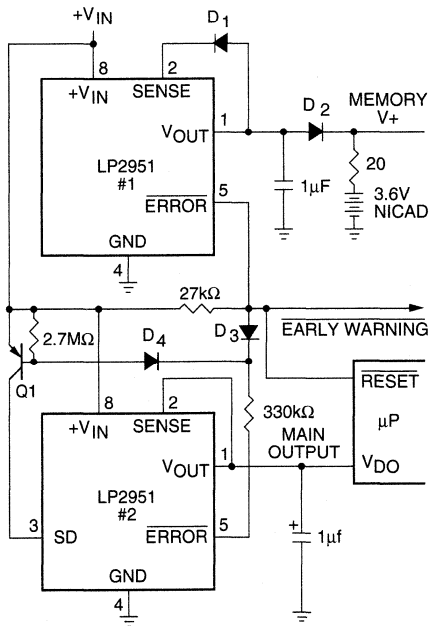 +VIN
D1
8
2
+VIN
SENSE
VOUT
1
D2
MEMORY
V+
LP2951
#1
5
ERROR
1μF
20
3.6V
NICAD
GND
4
27kΩ
2.7MΩ
D4
D3
EARLY WARNING
Q1
8
2
+VIN
SENSE
330kΩ
RESET
μP
MAIN
OUTPUT
VOUT
1
VDO
LP2951
#2
3
SD
ERROR
5
+
1μf
GND
4